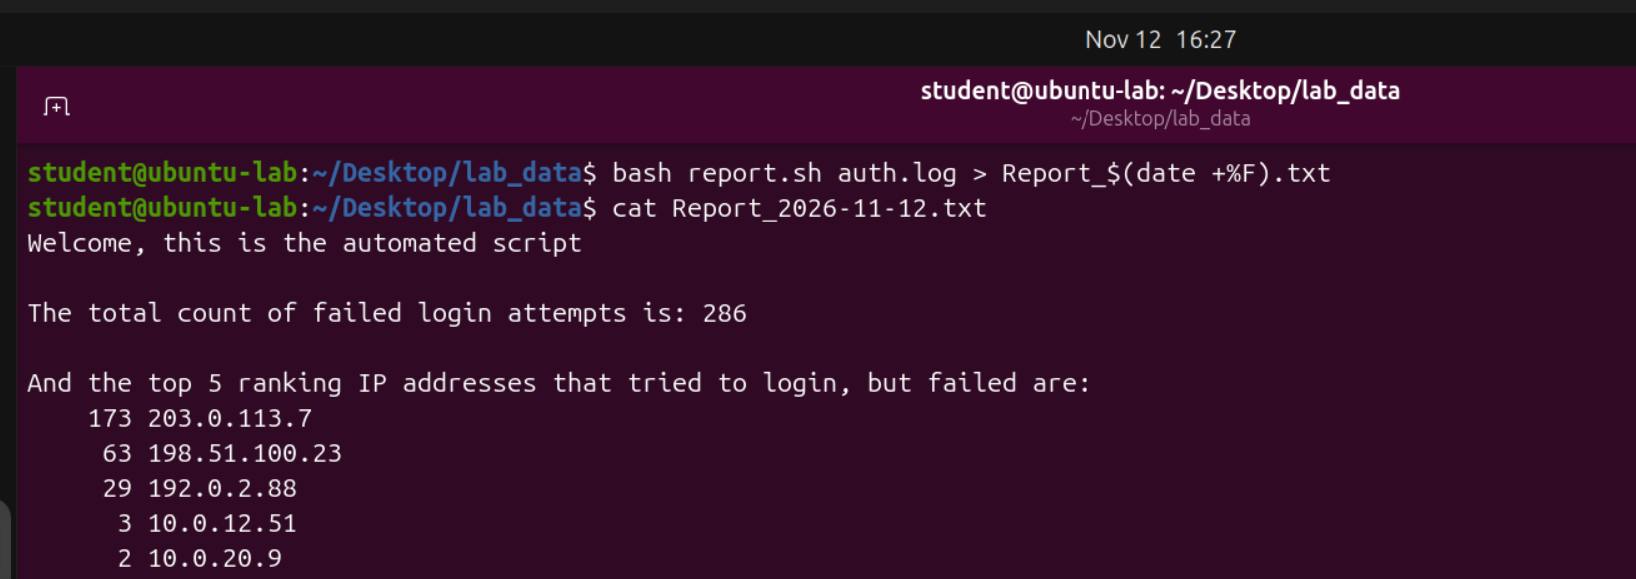 Nov 12 16:27
student@ubuntu-lab: ~/Desktop/lab_data
~/Desktop/lab_data
student@ubuntu-lab:~/Desktop/lab_data$ bash report.sh auth.log > Report_$(date +%F).txt
student@ubuntu-lab:~/Desktop/lab_data$ cat Report_2026-11-12.txt
Welcome, this is the automated script
The total count of failed login attempts is: 286
And the top 5 ranking IP addresses that tried to login, but failed are:
173 203.0.113.7
63 198.51.100.23
29 192.0.2.88
3 10.0.12.51
2 10.0.20.9